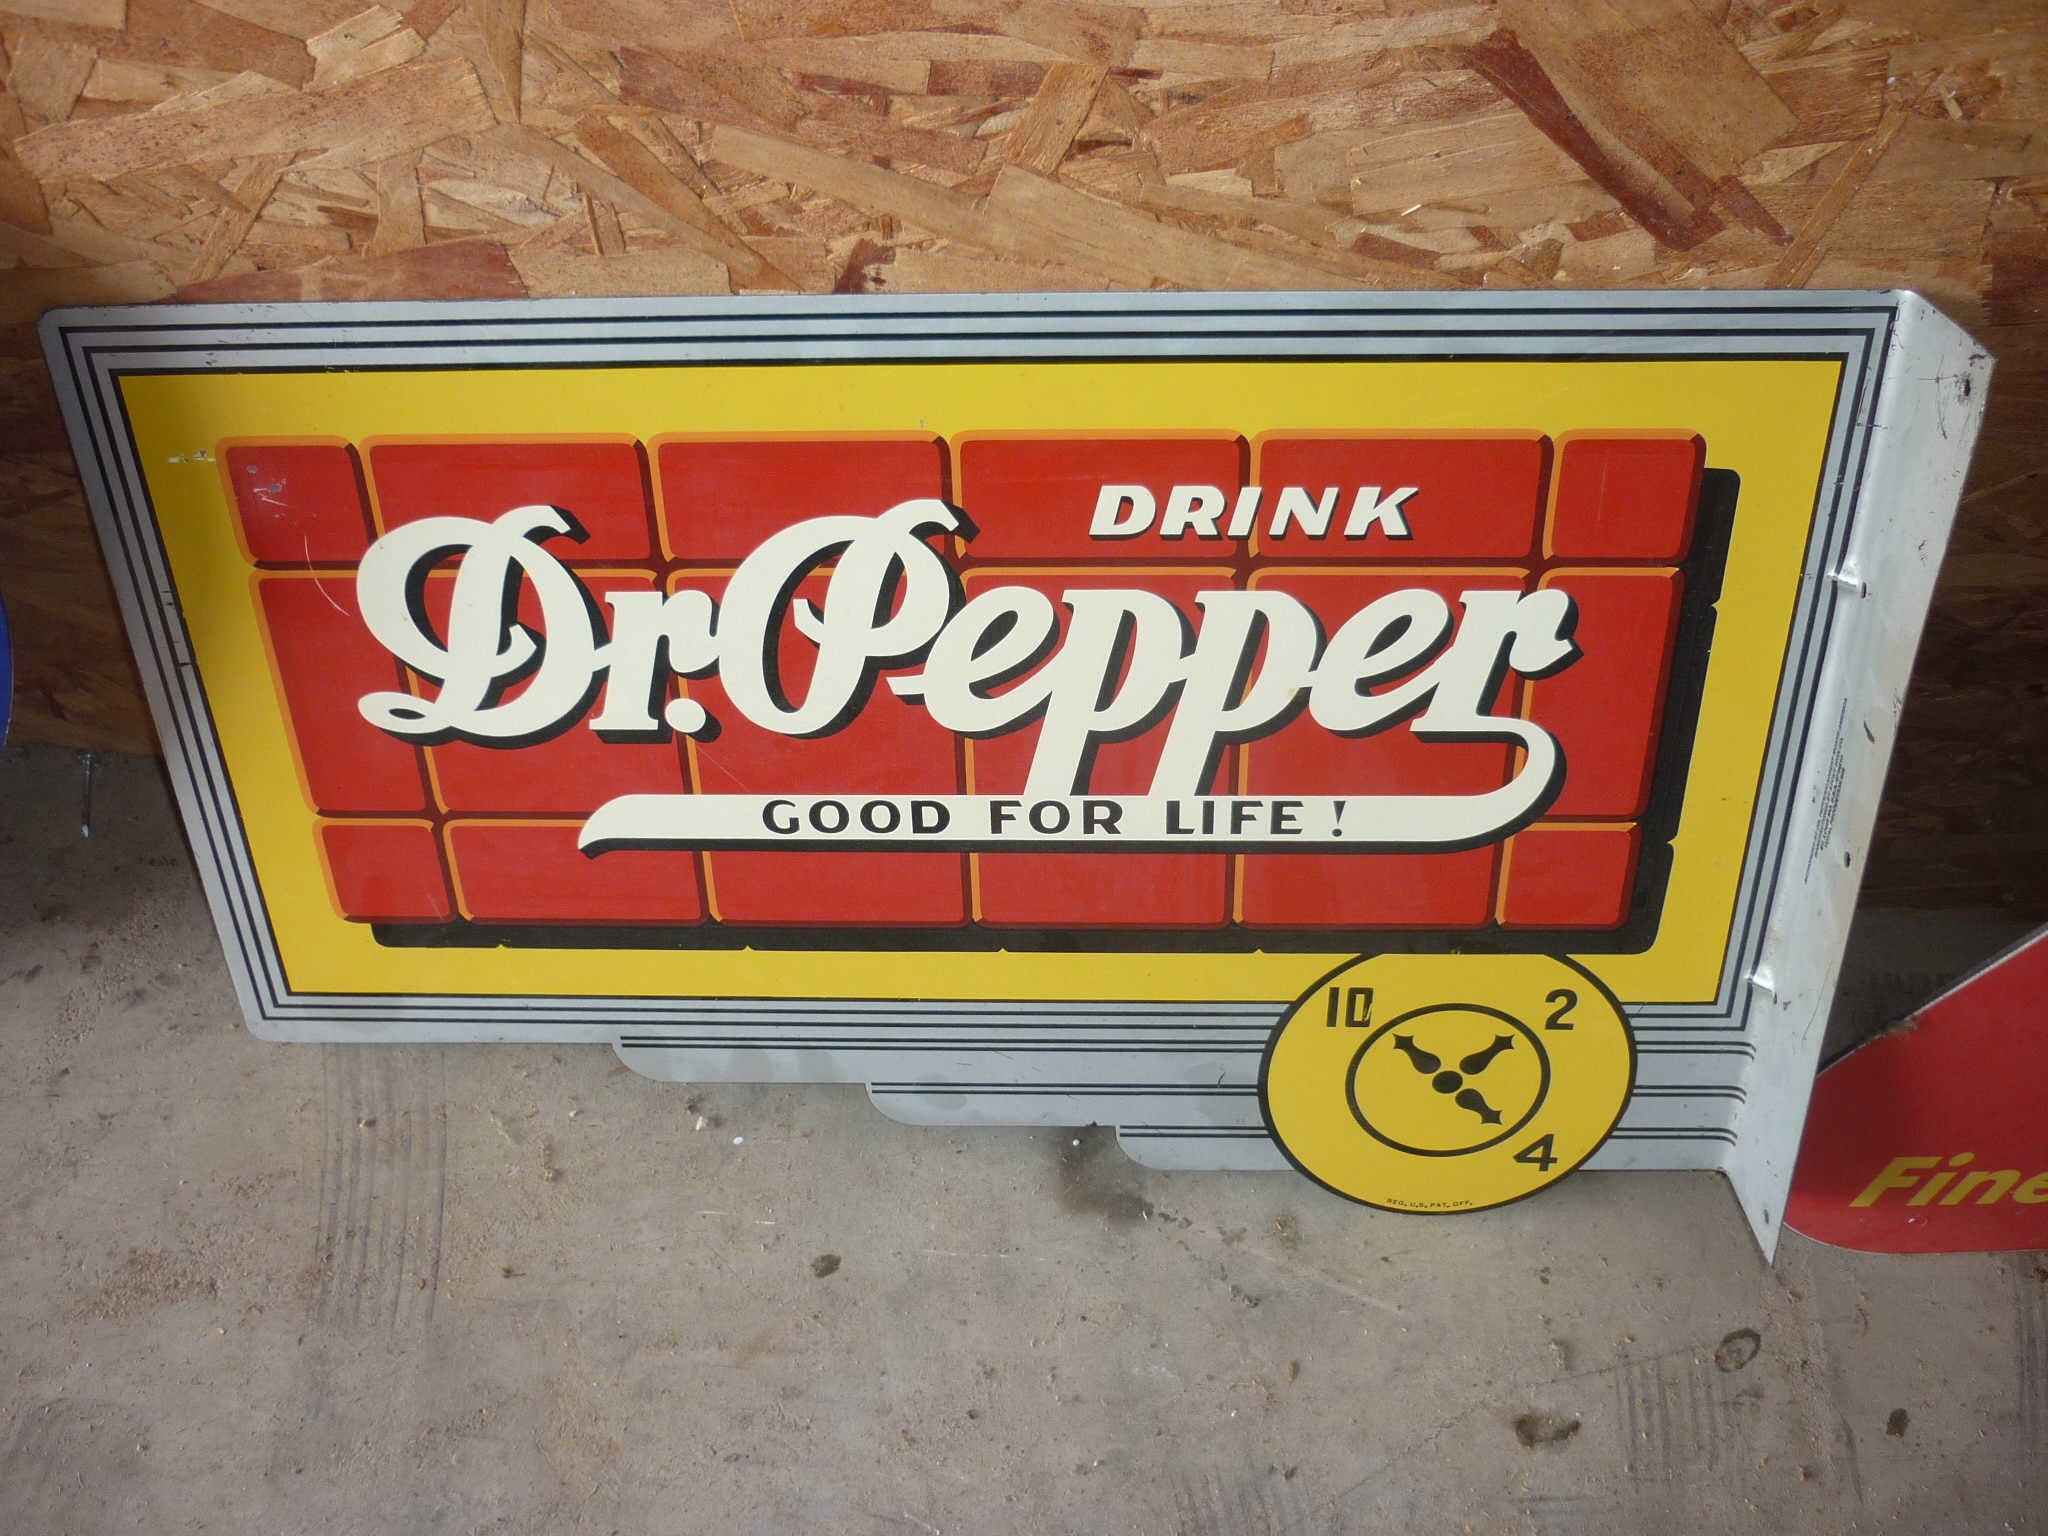 DRINK
Dr. Pepper
GOOD FOR LIFE!
10 2
4
REG. U.S. PAT. OFF.
Fine